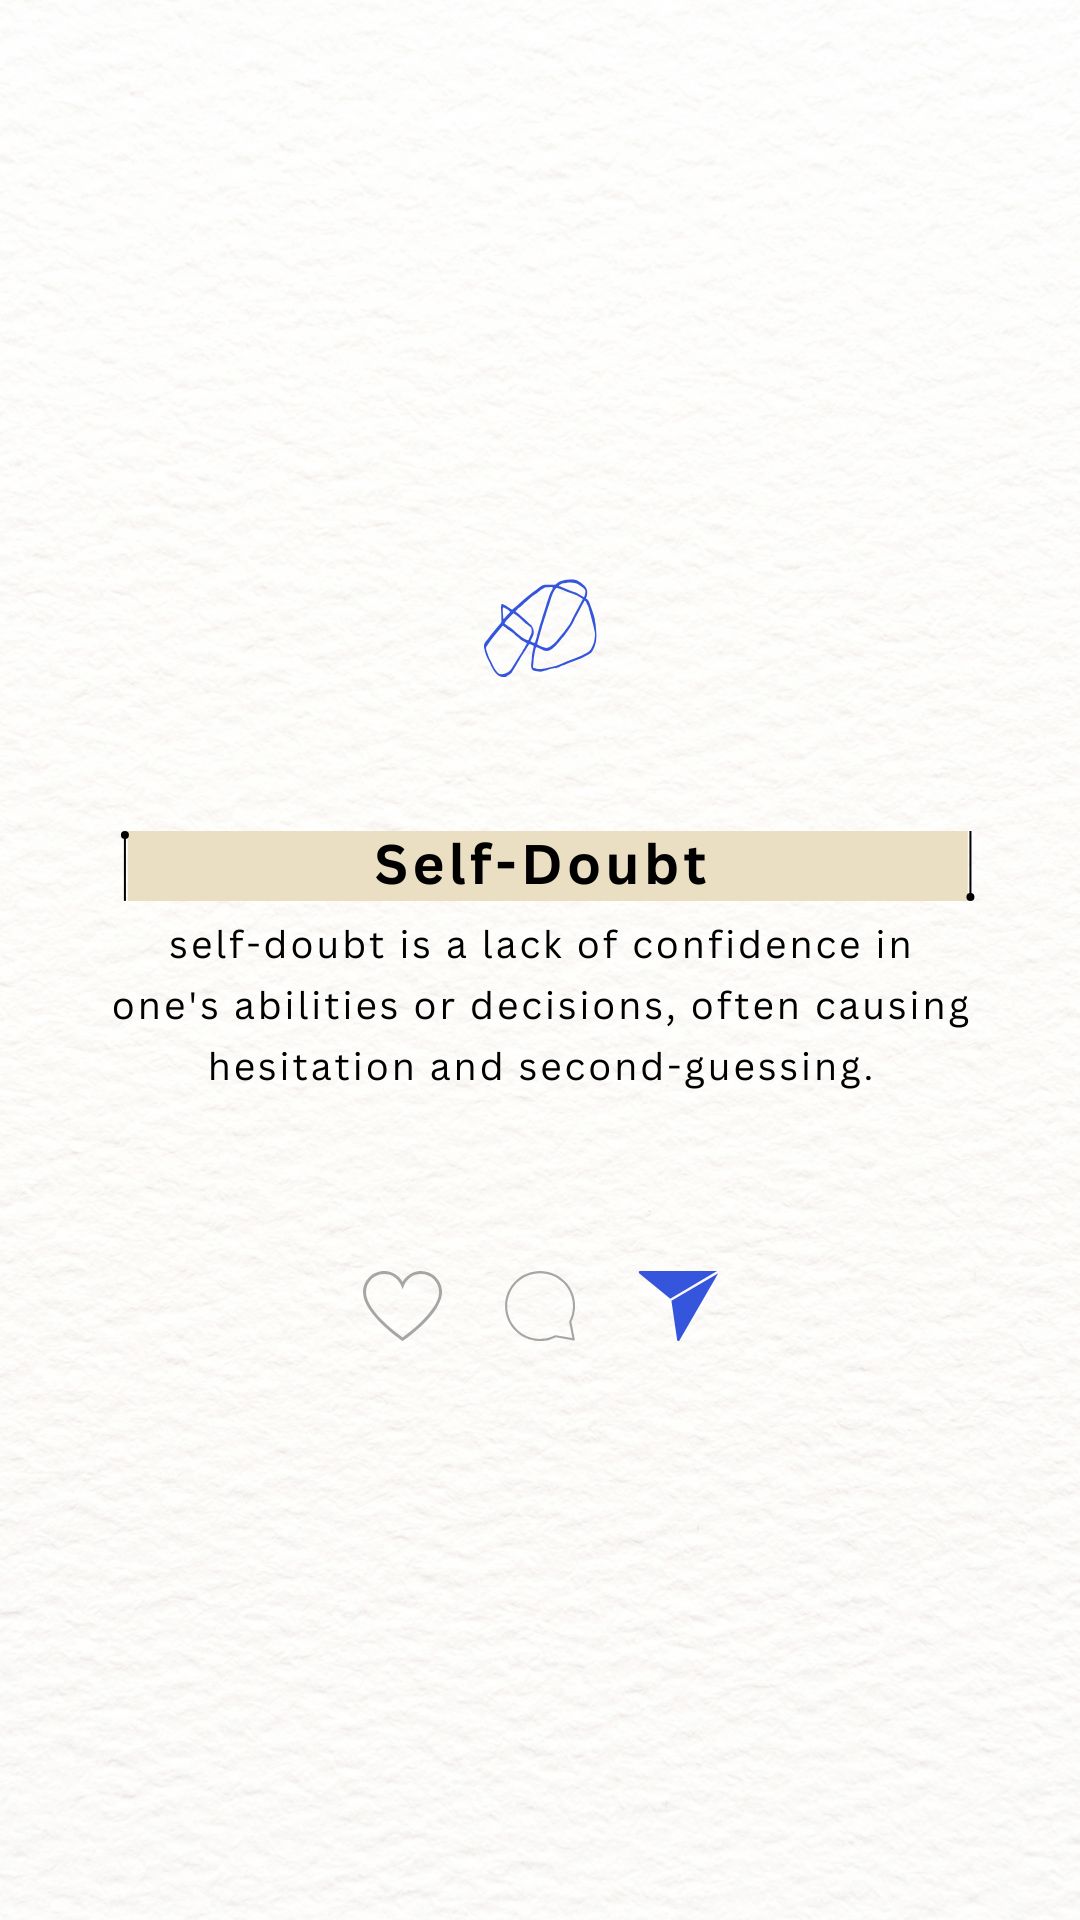 Self-Doubt
self-doubt is a lack of confidence in
one's abilities or decisions, often causing
hesitation and second-guessing.